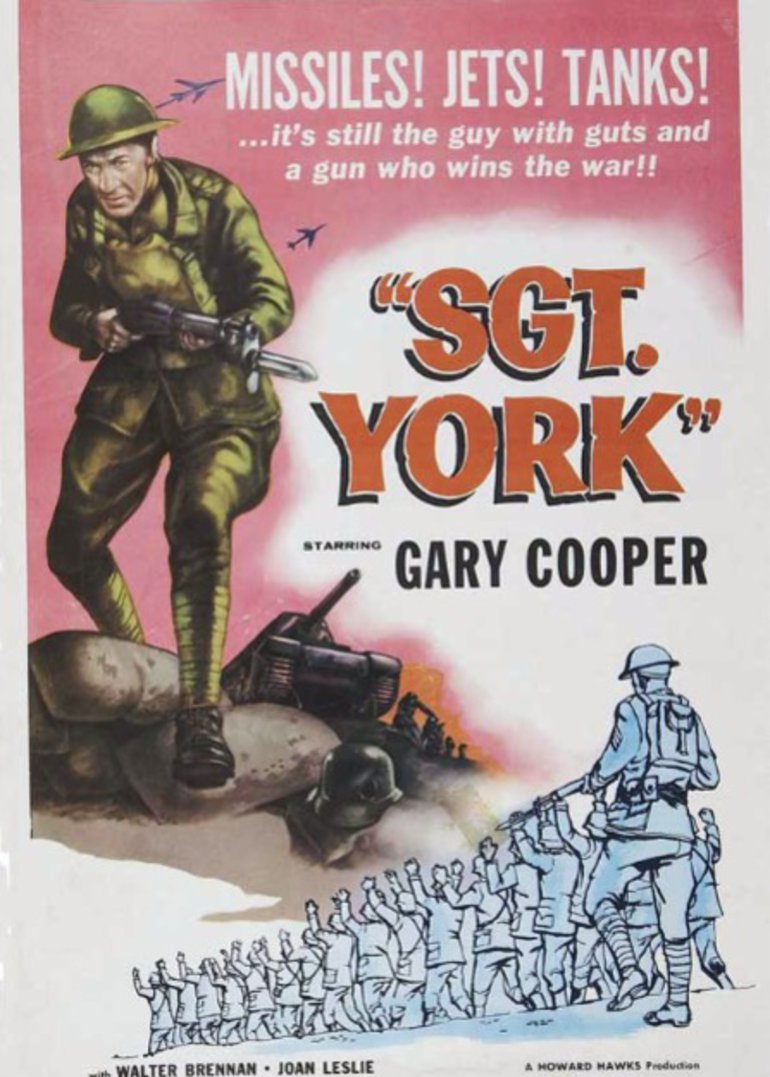 MISSILES! JETS! TANKS!
...it's still the guy with guts and
a gun who wins the war!!
"SGT.
YORK"
STARRING GARY COOPER
with WALTER BRENNAN • JOAN LESLIE
A HOWARD HAWKS Production